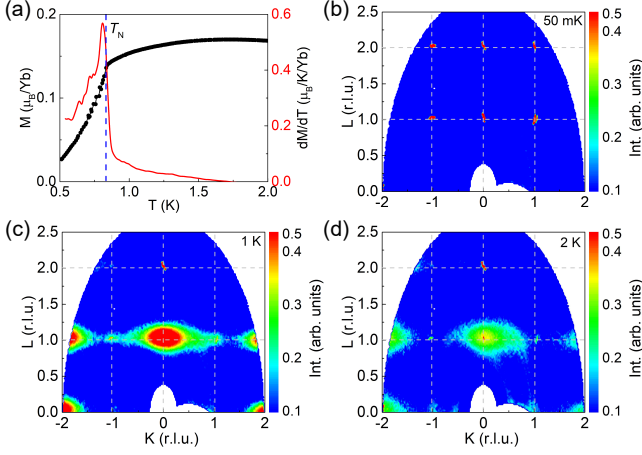 (a)
T_N
M (μ_B/Yb)
0.2
0.1
0.0
0.5 1.0 1.5 2.0
T (K)
0.6
0.4
0.2
0.0
dM/dT (μ_B/K/Yb)
(b)
50 mK
L (r.l.u.)
2.5
2.0
1.5
1.0
0.5
0.0
-2 -1 0 1 2
0.5
0.4
0.3
0.2
0.1
Int. (arb. units)
(c)
1 K
L (r.l.u.)
2.5
2.0
1.5
1.0
0.5
0.0
-2 -1 0 1 2
K (r.l.u.)
0.5
0.4
0.3
0.2
0.1
Int. (arb. units)
(d)
2 K
L (r.l.u.)
2.5
2.0
1.5
1.0
0.5
0.0
-2 -1 0 1 2
K (r.l.u.)
0.5
0.4
0.3
0.2
0.1
Int. (arb. units)